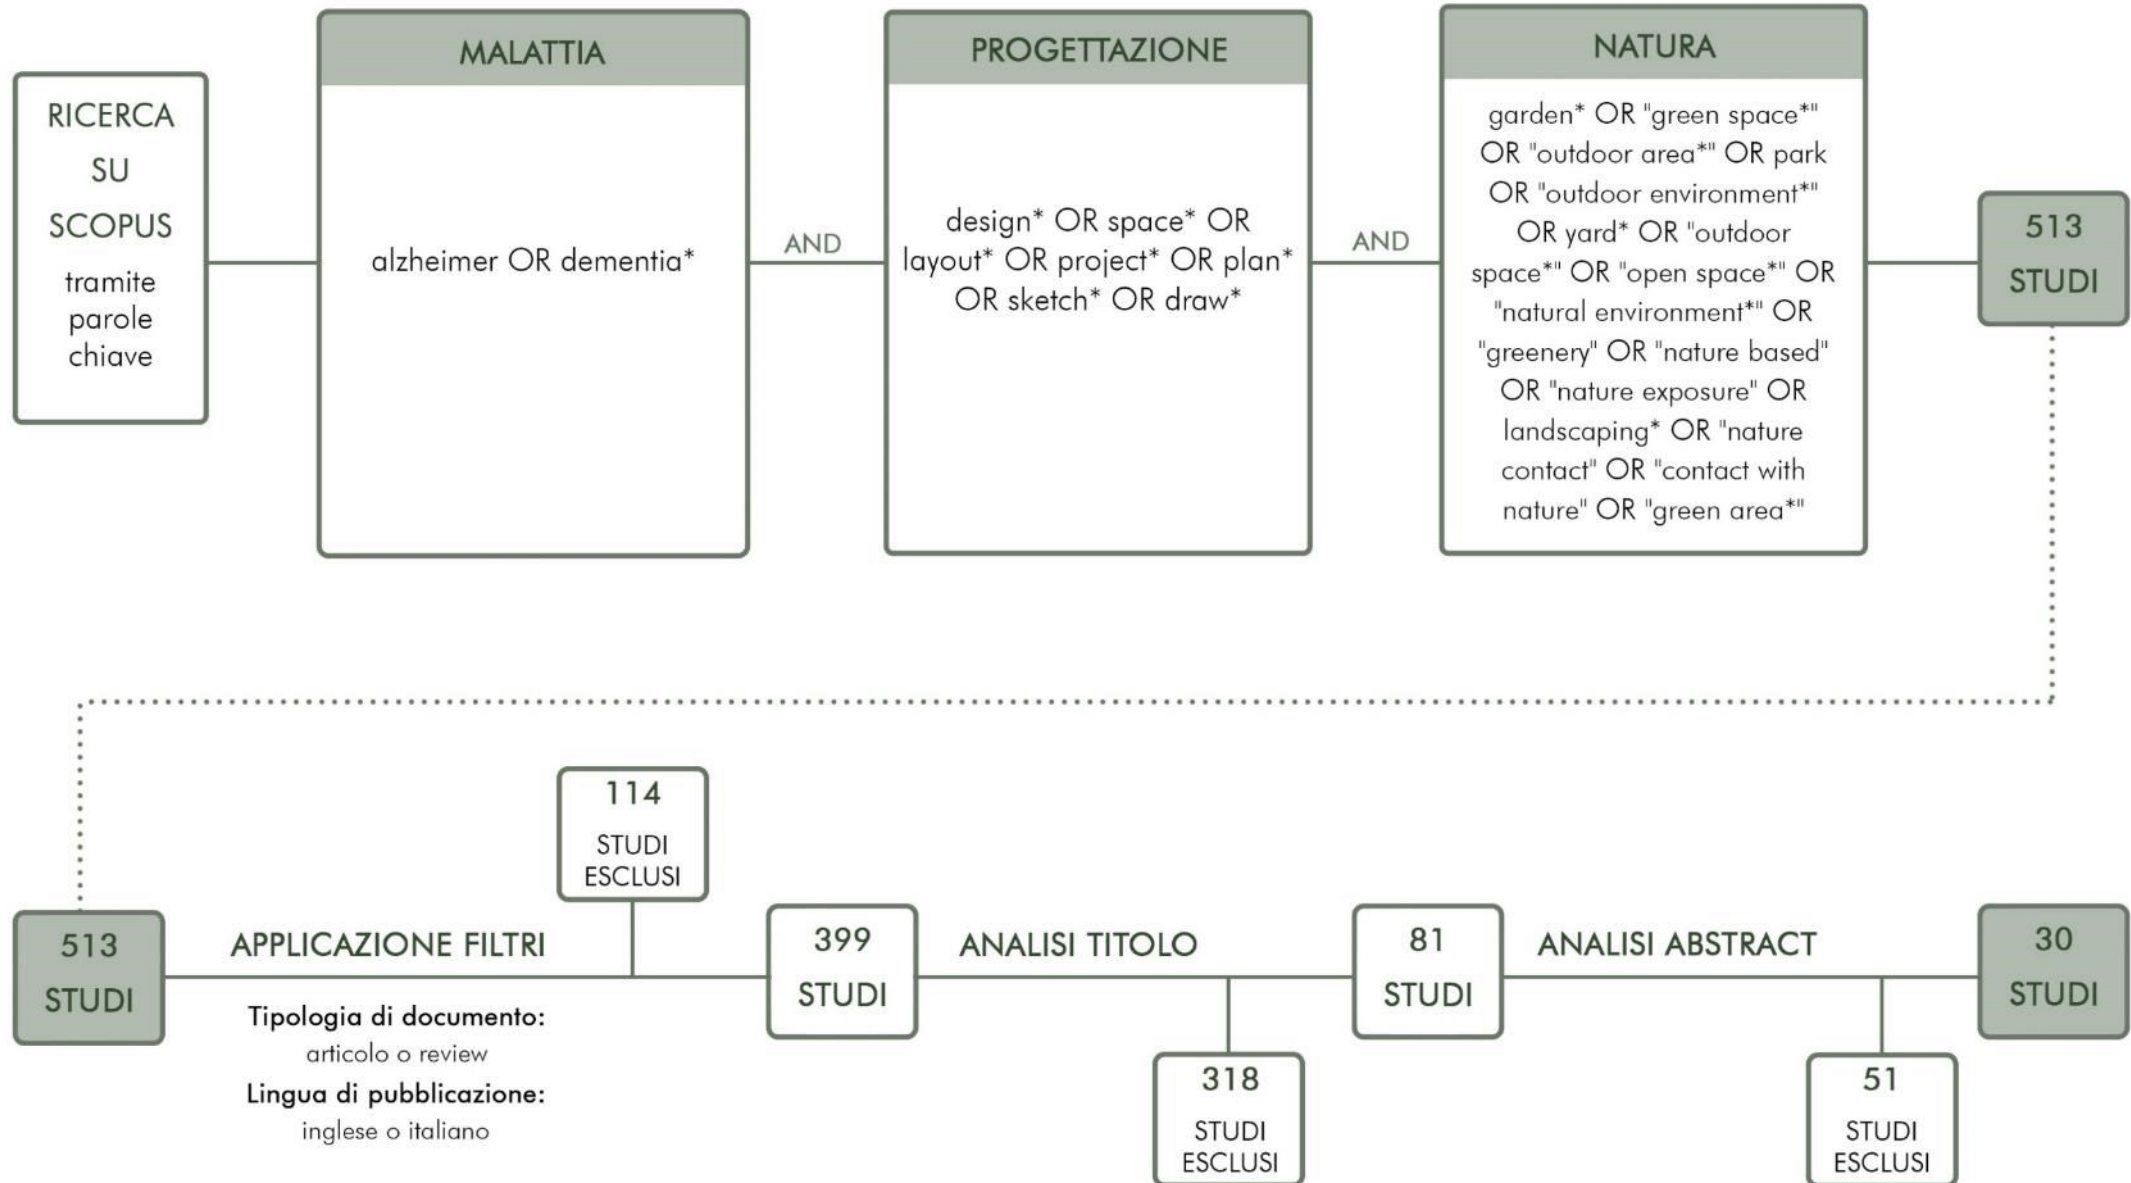 RICERCA
SU
SCOPUS
tramite
parole
chiave
MALATTIA
alzheimer OR dementia*
AND
PROGETTAZIONE
design* OR space* OR
layout* OR project* OR plan*
OR sketch* OR draw*
AND
NATURA
garden* OR "green space*"
OR "outdoor area*" OR park
OR "outdoor environment*"
OR yard* OR "outdoor
space*" OR "open space*" OR
"natural environment*" OR
"greenery" OR "nature based"
OR "nature exposure" OR
landscaping* OR "nature
contact" OR "contact with
nature" OR "green area*"
513
STUDI
513
STUDI
APPLICAZIONE FILTRI
Tipologia di documento:
articolo o review
Lingua di pubblicazione:
inglese o italiano
114
STUDI
ESCLUSI
399
STUDI
ANALISI TITOLO
318
STUDI
ESCLUSI
81
STUDI
ANALISI ABSTRACT
51
STUDI
ESCLUSI
30
STUDI